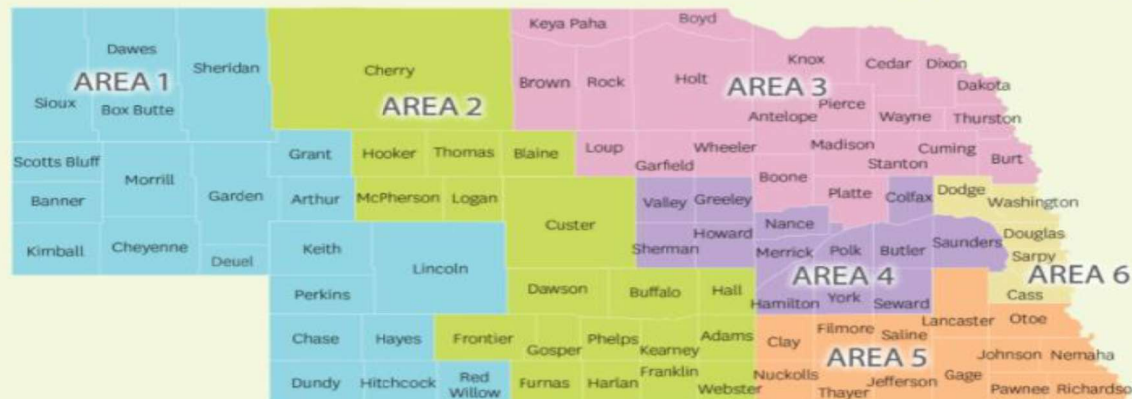 Keya Paha Boyd
Dawes Knox Cedar Dixon
Sheridan Cherry Brown Rock Holt Dakota
AREA 1 AREA 2 AREA 3
Sioux Box Butte Antelope Pierce Wayne Thurston
Scotts Bluff Grant Hooker Thomas Blaine Loup Garfield Wheeler Madison Stanton Cuming Burt
Morrill Boone
Banner Garden Arthur McPherson Logan Valley Greeley Platte Colfax Dodge Washington
Custer Nance
Kimball Cheyenne Deuel Keith Sherman Howard Merrick Polk Butler Saunders Douglas
Lincoln Sarpy
AREA 4 AREA 6
Perkins Dawson Buffalo Hall Hamilton York Seward Cass
Chase Hayes Frontier Gosper Phelps Kearney Adams Clay Filmore Saline Lancaster Otoe
AREA 5
Franklin Johnson Nemaha
Dundy Hitchcock Red Willow Furnas Harlan Webster Nuckolls Thayer Jefferson Gage Pawnee Richardso